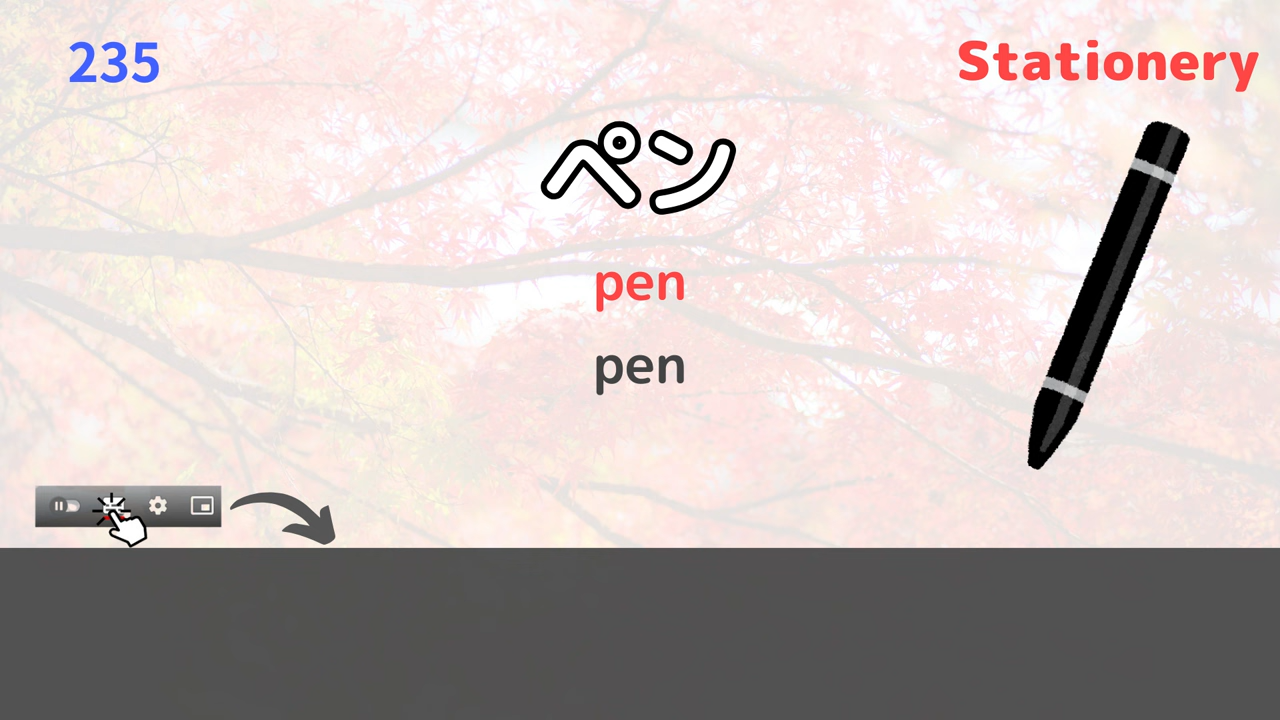 235
Stationery
ペン
pen
pen